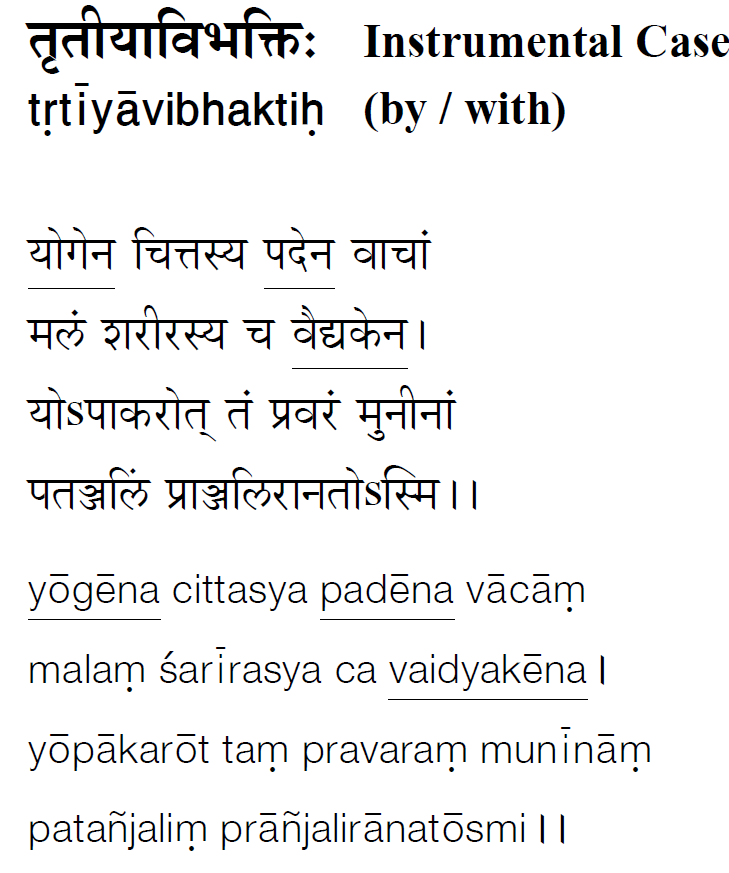 तृतीयाविभक्तिः Instrumental Case
tṛtīyāvibhaktiḥ (by / with)
योगेन चित्तस्य पदेन वाचां
मलं शरीरस्य च वैद्यकेन।
योऽपाकरोत् तं प्रवरं मुनीनां
पतञ्जलिं प्राञ्जलिरानतोऽस्मि।।
yōgēna cittasya padēna vācāṃ
malaṃ śarīrasya ca vaidyakēna।
yōpākarōt taṃ pravaraṃ munīnāṃ
patañjaliṃ prāñjalirānatōsmi।।